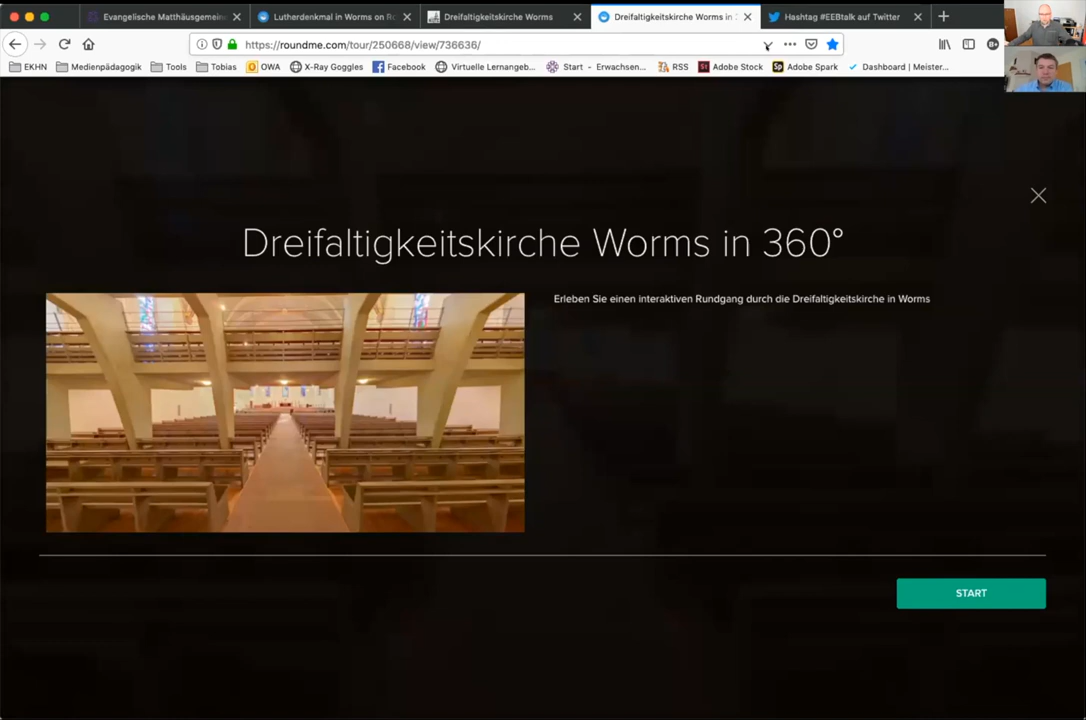 Evangelische Matthäusgemein
Lutherdenkmal in Worms on Ro
Dreifaltigkeitskirche Worms
Dreifaltigkeitskirche Worms in 3
Hashtag #EEBtalk auf Twitter
https://roundme.com/tour/250668/view/736636/
EKHN
Medienpädagogik
Tools
Tobias
OWA
X-Ray Goggles
Facebook
Virtuelle Lernangeb...
Start - Erwachsen...
RSS
St Adobe Stock
Sp Adobe Spark
Dashboard | Meister...
Dreifaltigkeitskirche Worms in 360°
Erleben Sie einen interaktiven Rundgang durch die Dreifaltigkeitskirche in Worms
START